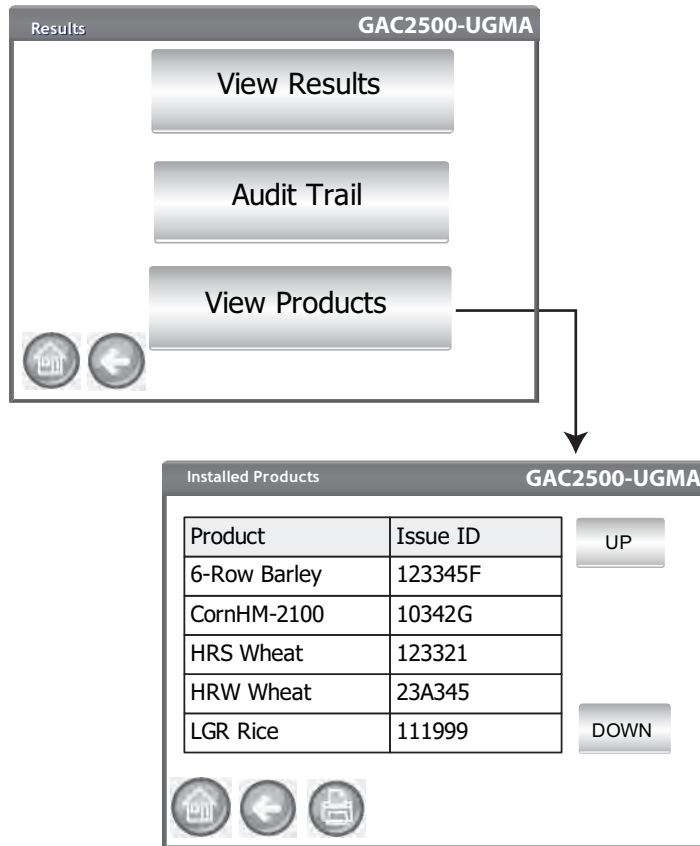 Results GAC2500-UGMA
View Results
Audit Trail
View Products
Installed Products GAC2500-UGMA
Product Issue ID
UP
6-Row Barley 123345F
CornHM-2100 10342G
HRS Wheat 123321
HRW Wheat 23A345
LGR Rice 111999
DOWN